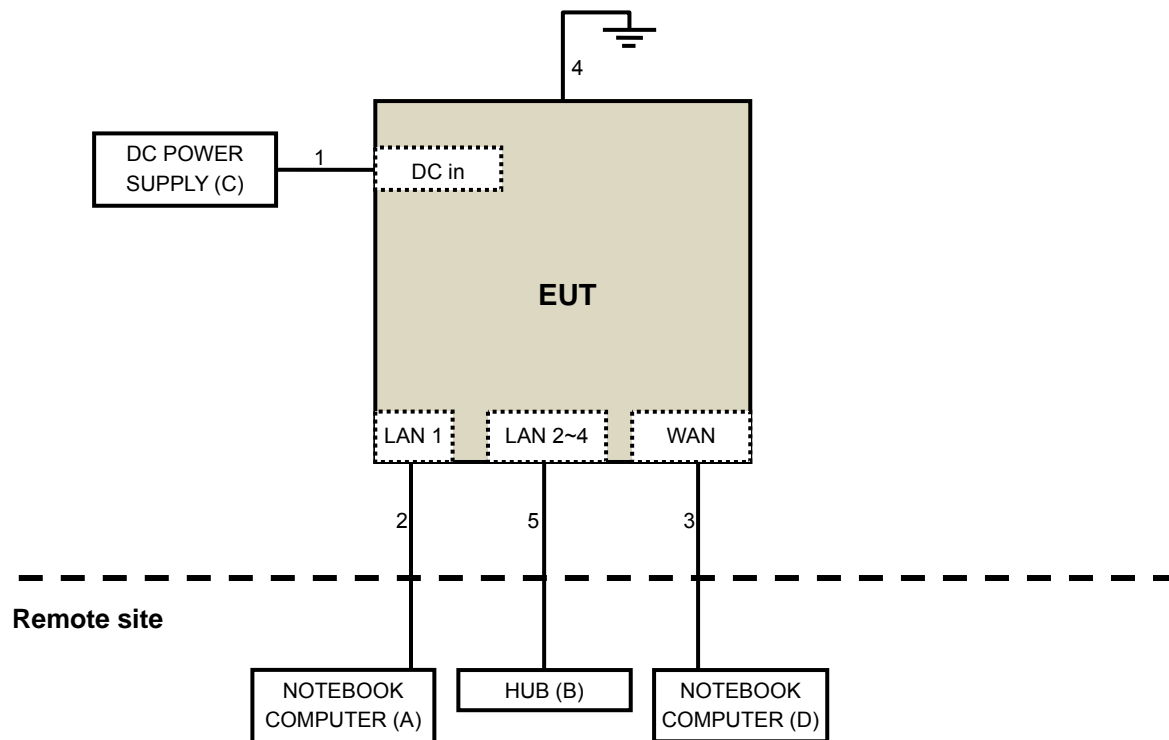 4
DC POWER
SUPPLY (C)
1
DC in
EUT
LAN 1
LAN 2~4
WAN
2
5
3
Remote site
NOTEBOOK
COMPUTER (A)
HUB (B)
NOTEBOOK
COMPUTER (D)